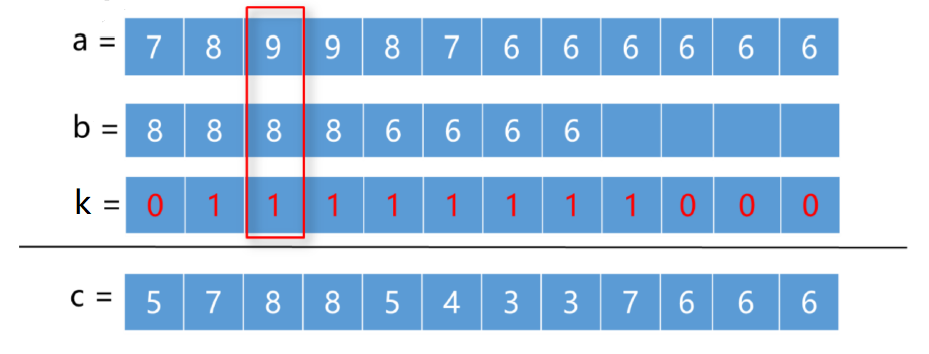 a = 7 8 9 9 8 7 6 6 6 6 6 6
b = 8 8 8 8 6 6 6 6
k = 0 1 1 1 1 1 1 1 1 0 0 0
c = 5 7 8 8 5 4 3 3 7 6 6 6